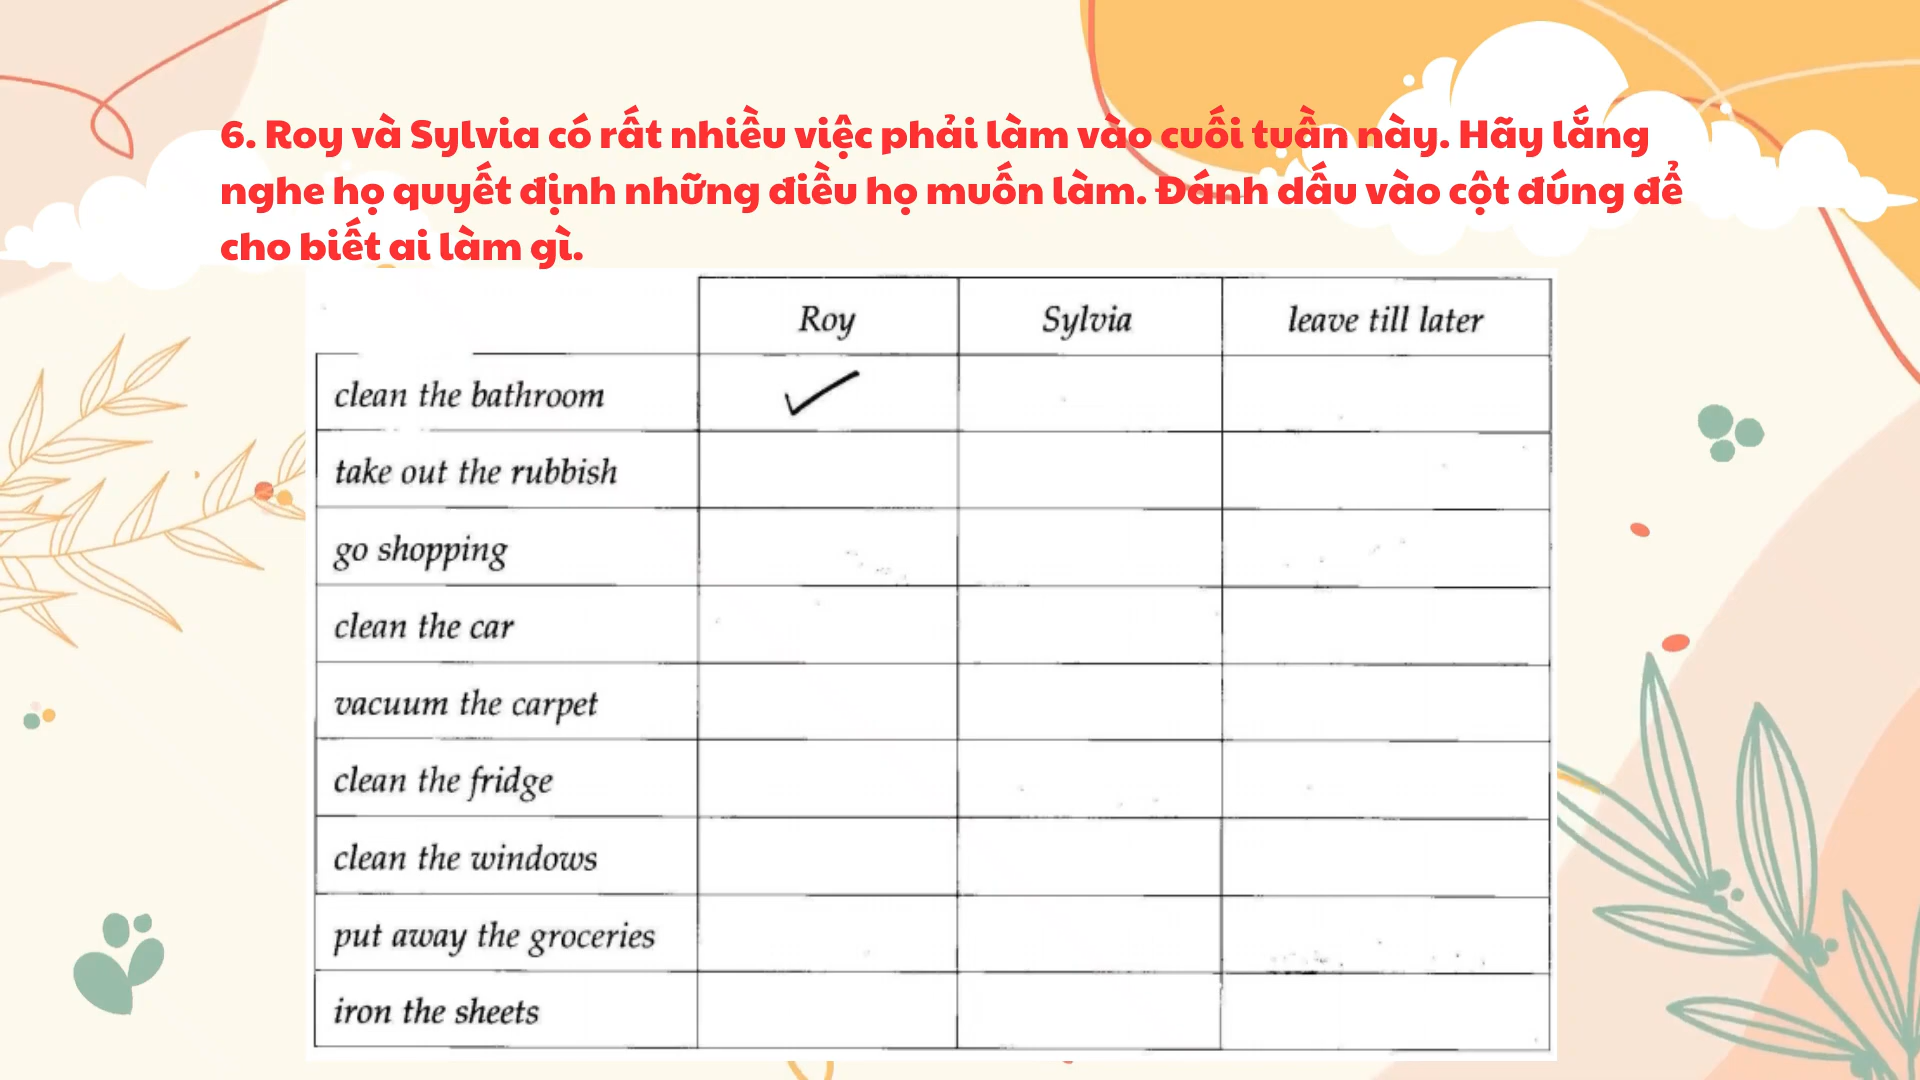 6. Roy và Sylvia có rất nhiều việc phải làm vào cuối tuần này. Hãy lắng
nghe họ quyết định những điều họ muốn làm. Đánh dấu vào cột đúng để
cho biết ai làm gì.
Roy Sylvia leave till later
clean the bathroom
take out the rubbish
go shopping
clean the car
vacuum the carpet
clean the fridge
clean the windows
put away the groceries
iron the sheets